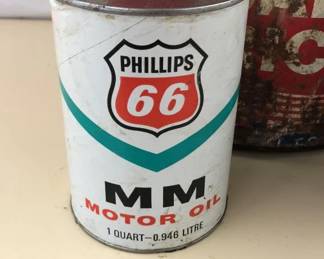 PHILLIPS
66
MM
MOTOR OIL
1 QUART–0.946 LITRE